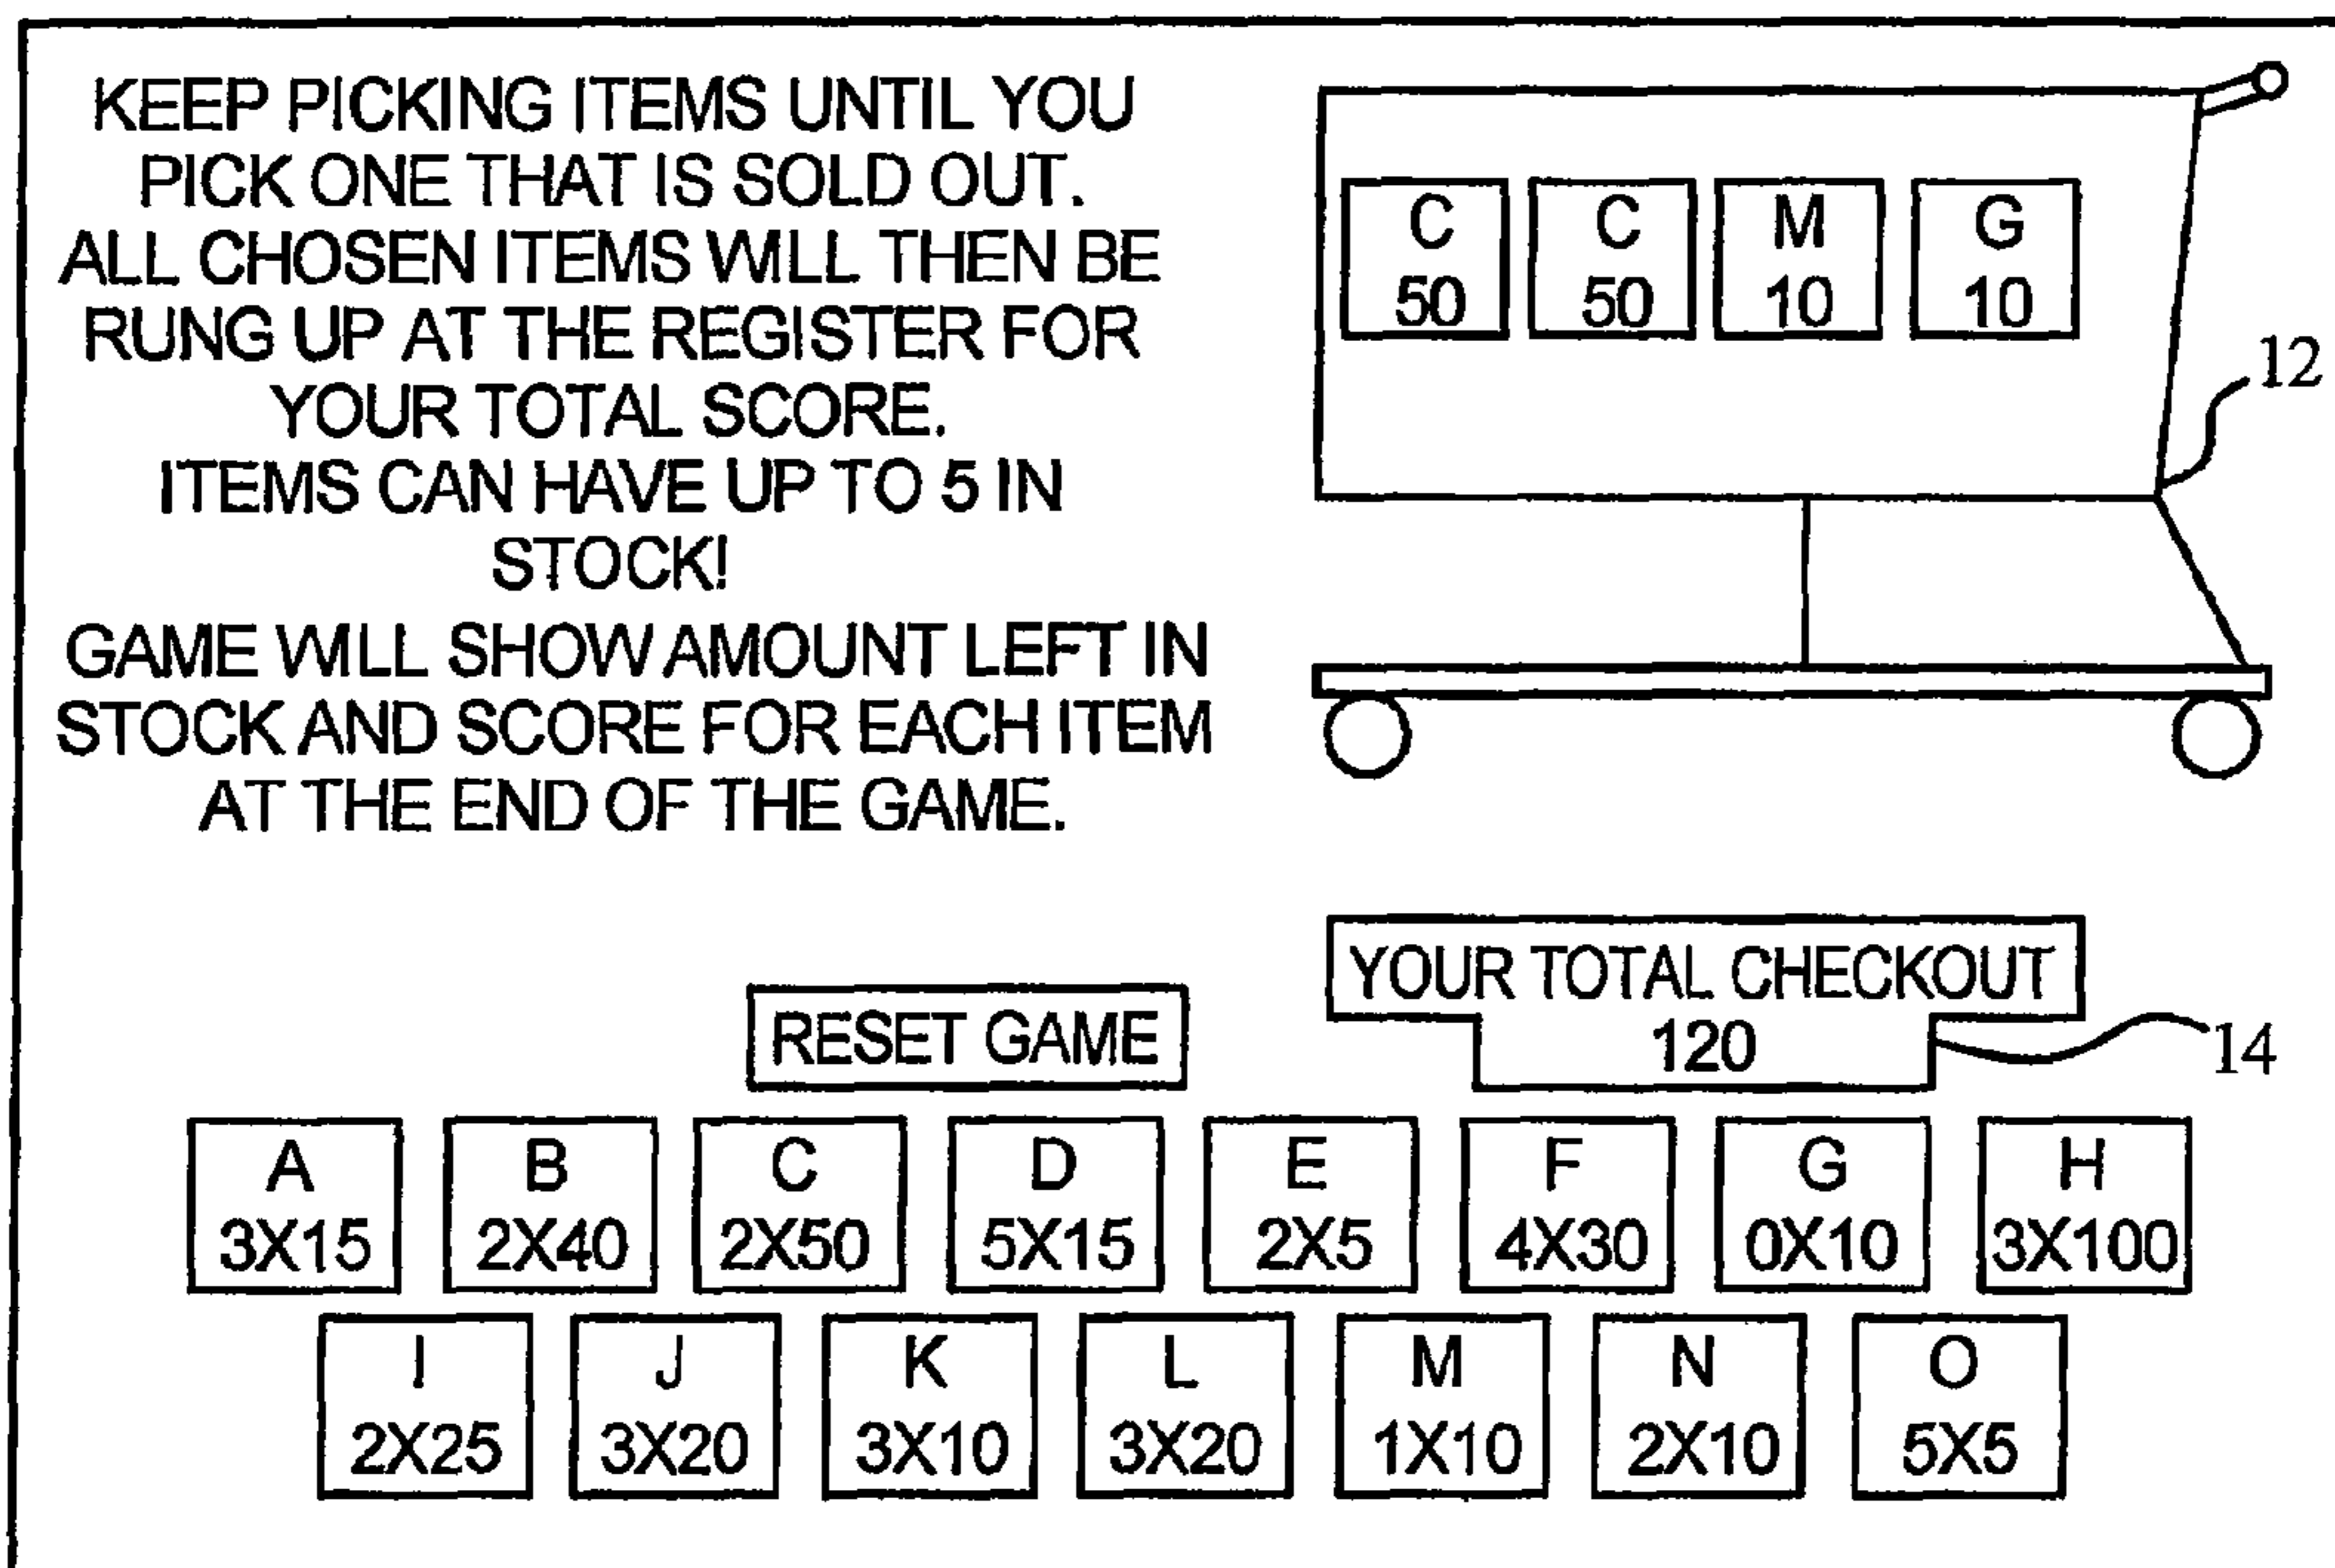 KEEP PICKING ITEMS UNTIL YOU
PICK ONE THAT IS SOLD OUT.
ALL CHOSEN ITEMS WILL THEN BE
RUNG UP AT THE REGISTER FOR
YOUR TOTAL SCORE.
ITEMS CAN HAVE UP TO 5 IN
STOCK!
GAME WILL SHOW AMOUNT LEFT IN
STOCK AND SCORE FOR EACH ITEM
AT THE END OF THE GAME.
C C M G
50 50 10 10
12
YOUR TOTAL CHECKOUT
120
14
RESET GAME
A B C D E F G H
3X15 2X40 2X50 5X15 2X5 4X30 0X10 3X100
I J K L M N O
2X25 3X20 3X10 3X20 1X10 2X10 5X5